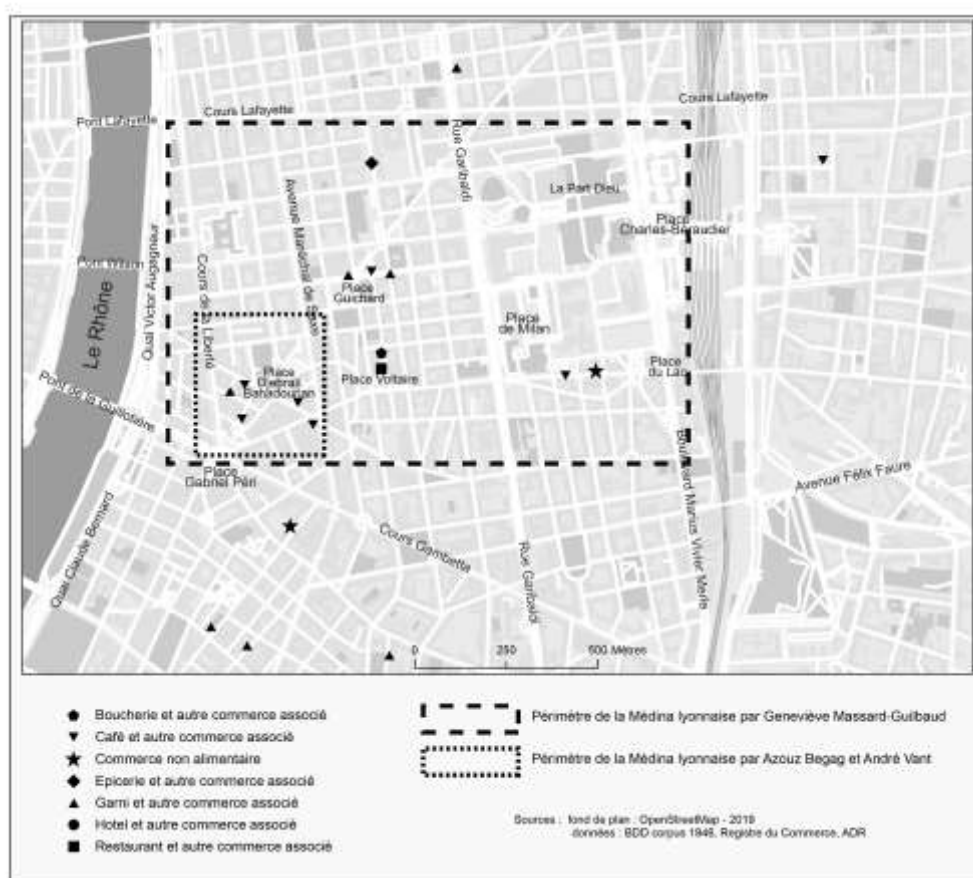 Cours Lafayette
Cours Lafayette
Pont Lafayette
Rue Garibaldi
La Part Dieu
Avenue Maréchal de Saxe
Place
Charles-Béraudier
Quai Victor Augagneur
Pont Wilson
Cours de la Liberté
Place
Guichard
Le Rhône
Place
de Milan
Place
Djebraïl
Bahadourian
Place Voltaire
Place
du Lac
Pont de la Guillotière
Place
Gabriel Péri
Boulevard Marius Vivier Merle
Avenue Félix Faure
Quai Claude Bernard
Cours Gambetta
Rue Garibaldi
0 250 500 Mètres
Boucherie et autre commerce associé
Café et autre commerce associé
Commerce non alimentaire
Epicerie et autre commerce associé
Garni et autre commerce associé
Hotel et autre commerce associé
Restaurant et autre commerce associé
Périmètre de la Médina lyonnaise par Geneviève Massard-Guilbaud
Périmètre de la Médina lyonnaise par Azouz Begag et André Vant
Sources : fond de plan : OpenStreetMap - 2019
données : BDD corpus 1946, Registre du Commerce, ADR